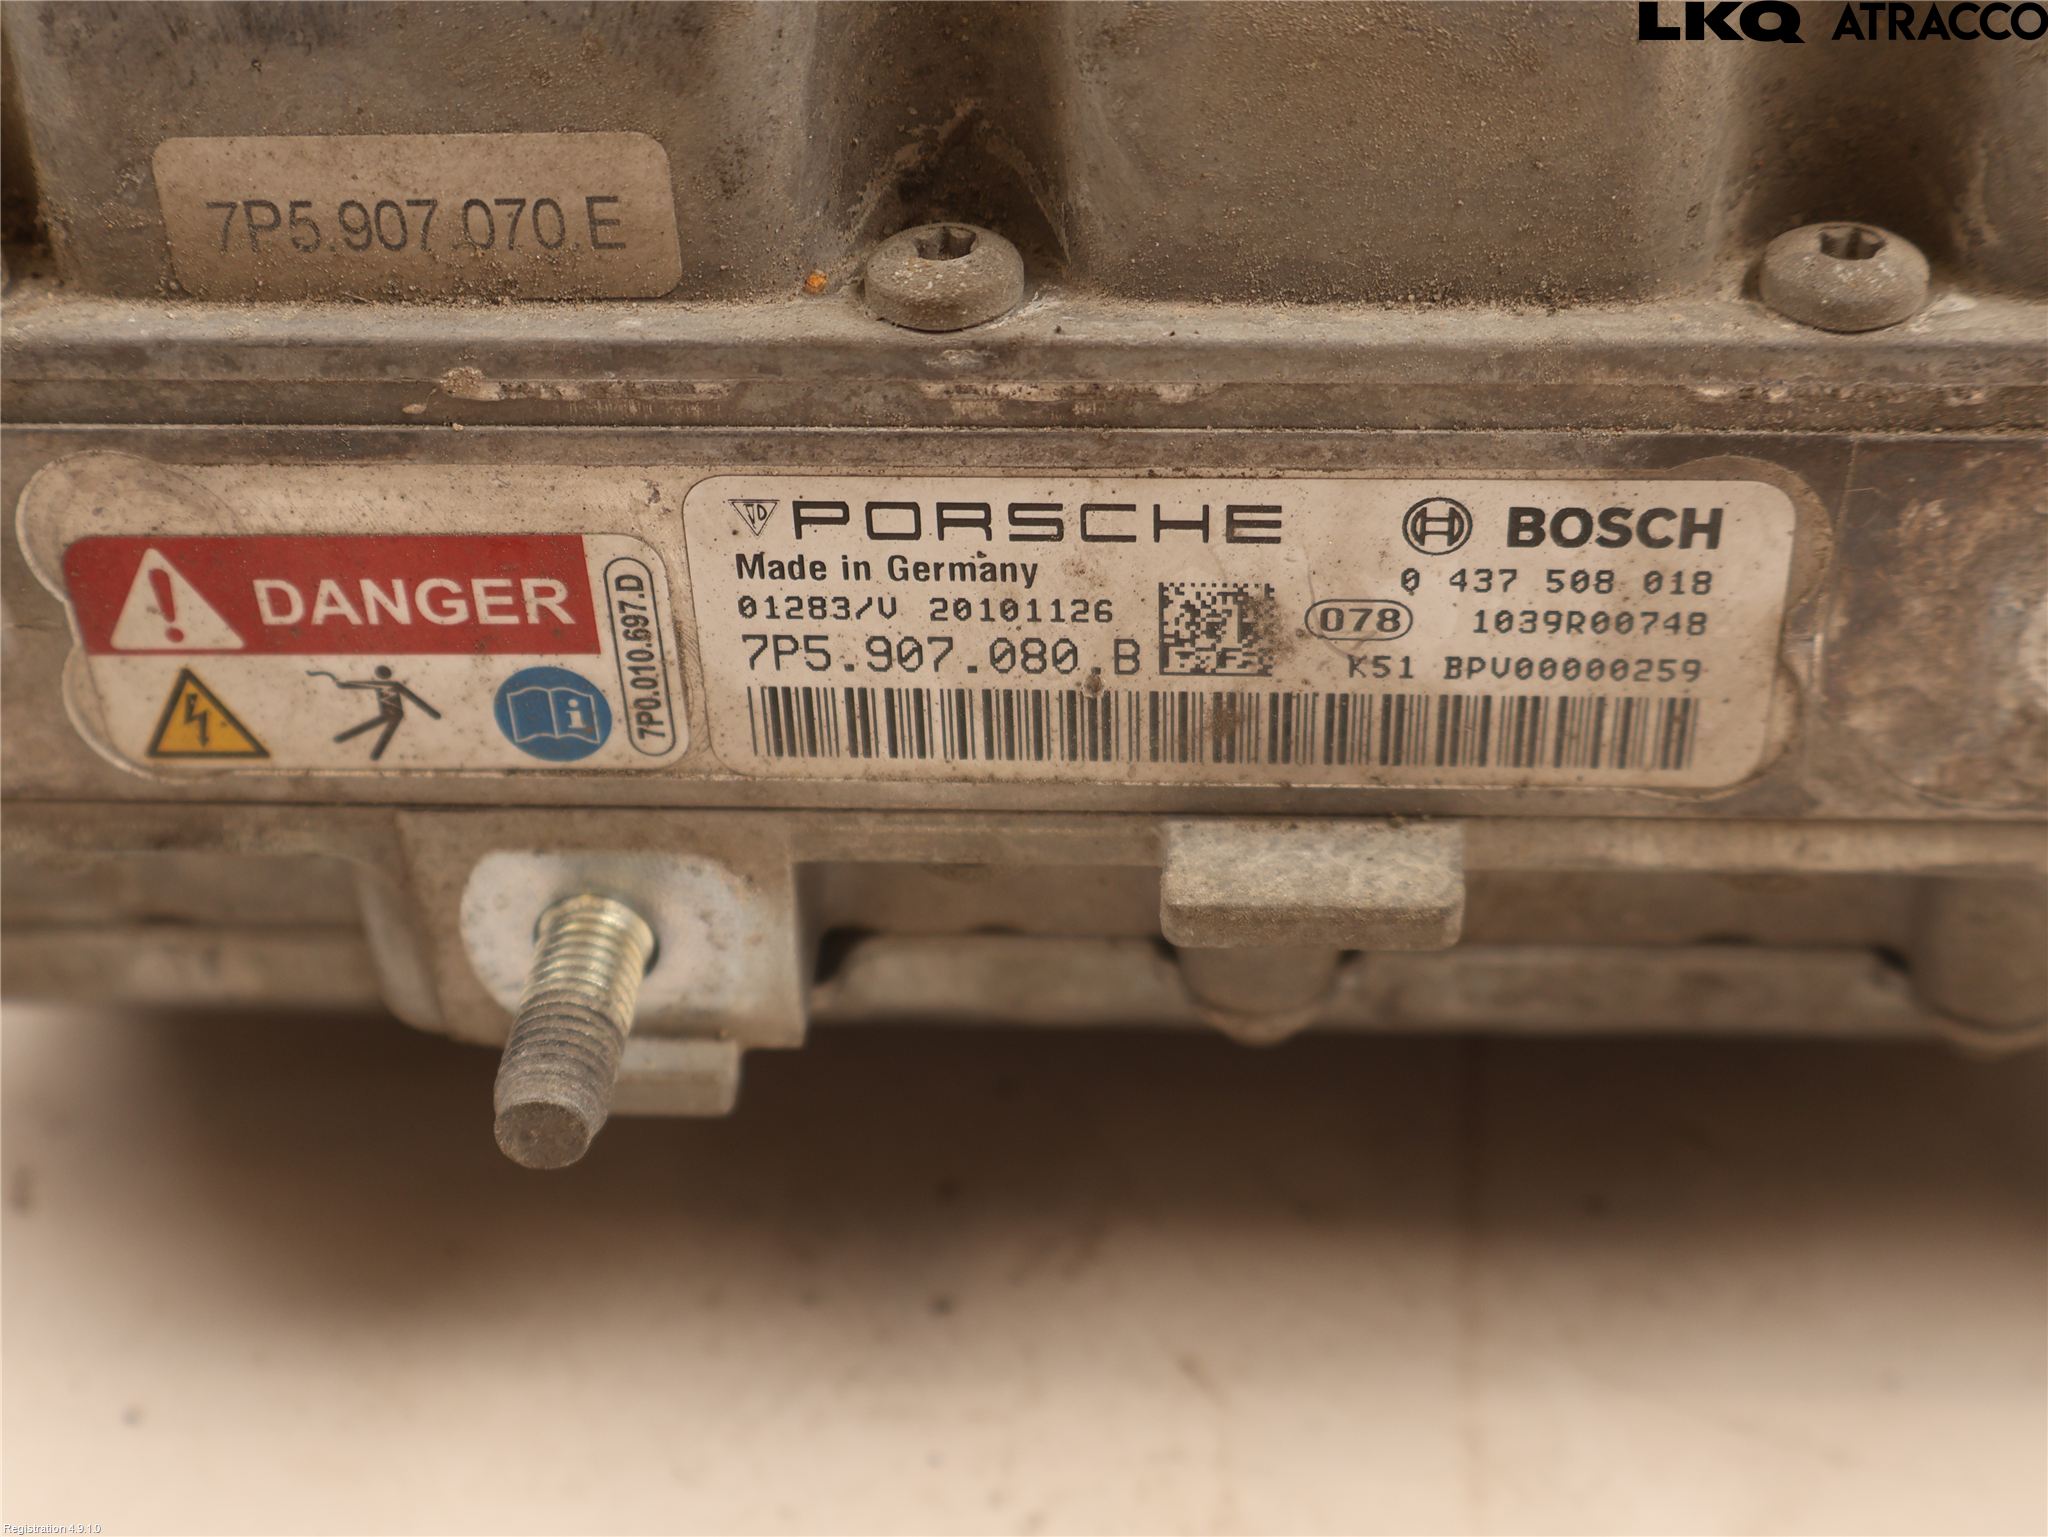 LKQ ATRACCO
7P5.907.070.E
DANGER
7P0.010.697.D
PORSCHE
Made in Germany
01283/V 20101126
7P5.907.080.B
BOSCH
0 437 508 018
078 1039R00748
K51 BPV00000259
Registration 4.9.1.0